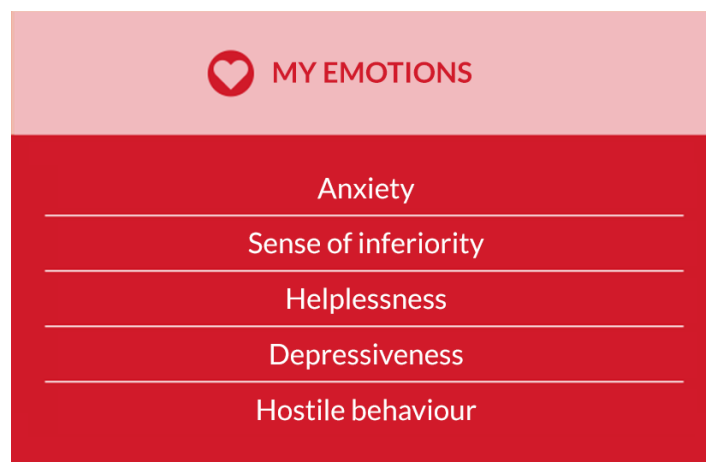 MY EMOTIONS
Anxiety
Sense of inferiority
Helplessness
Depressiveness
Hostile behaviour